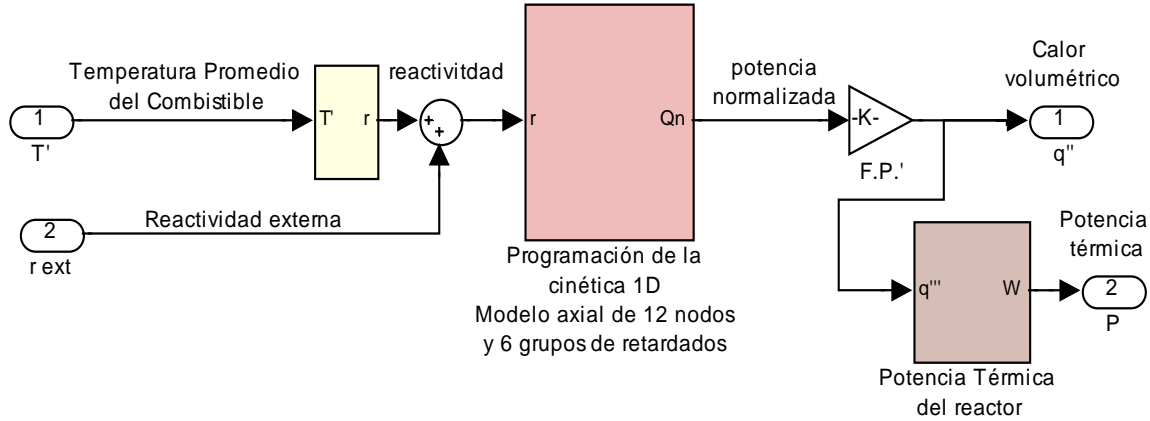 Temperatura Promedio
del Combistible
1
T'
T'
r
reactivitdad
+
+
2
r ext
Reactividad externa
r
Qn
Programación de la
cinética 1D
Modelo axial de 12 nodos
y 6 grupos de retardados
potencia
normalizada
-K-
F.P.'
Calor
volumétrico
1
q"
q'''
W
Potencia Térmica
del reactor
Potencia
térmica
2
P